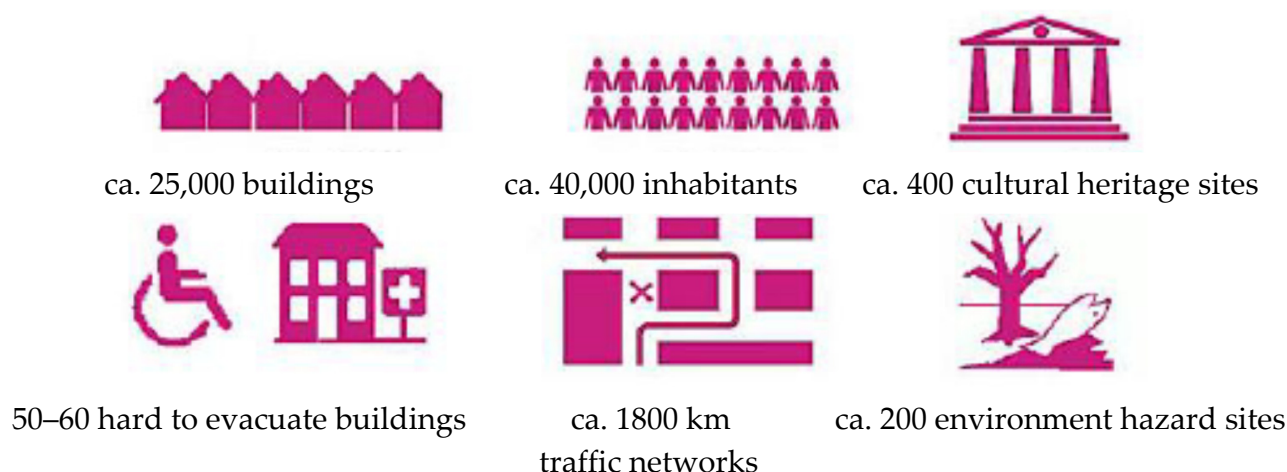 ca. 25,000 buildings
ca. 40,000 inhabitants
ca. 400 cultural heritage sites
50–60 hard to evacuate buildings
ca. 1800 km
traffic networks
ca. 200 environment hazard sites